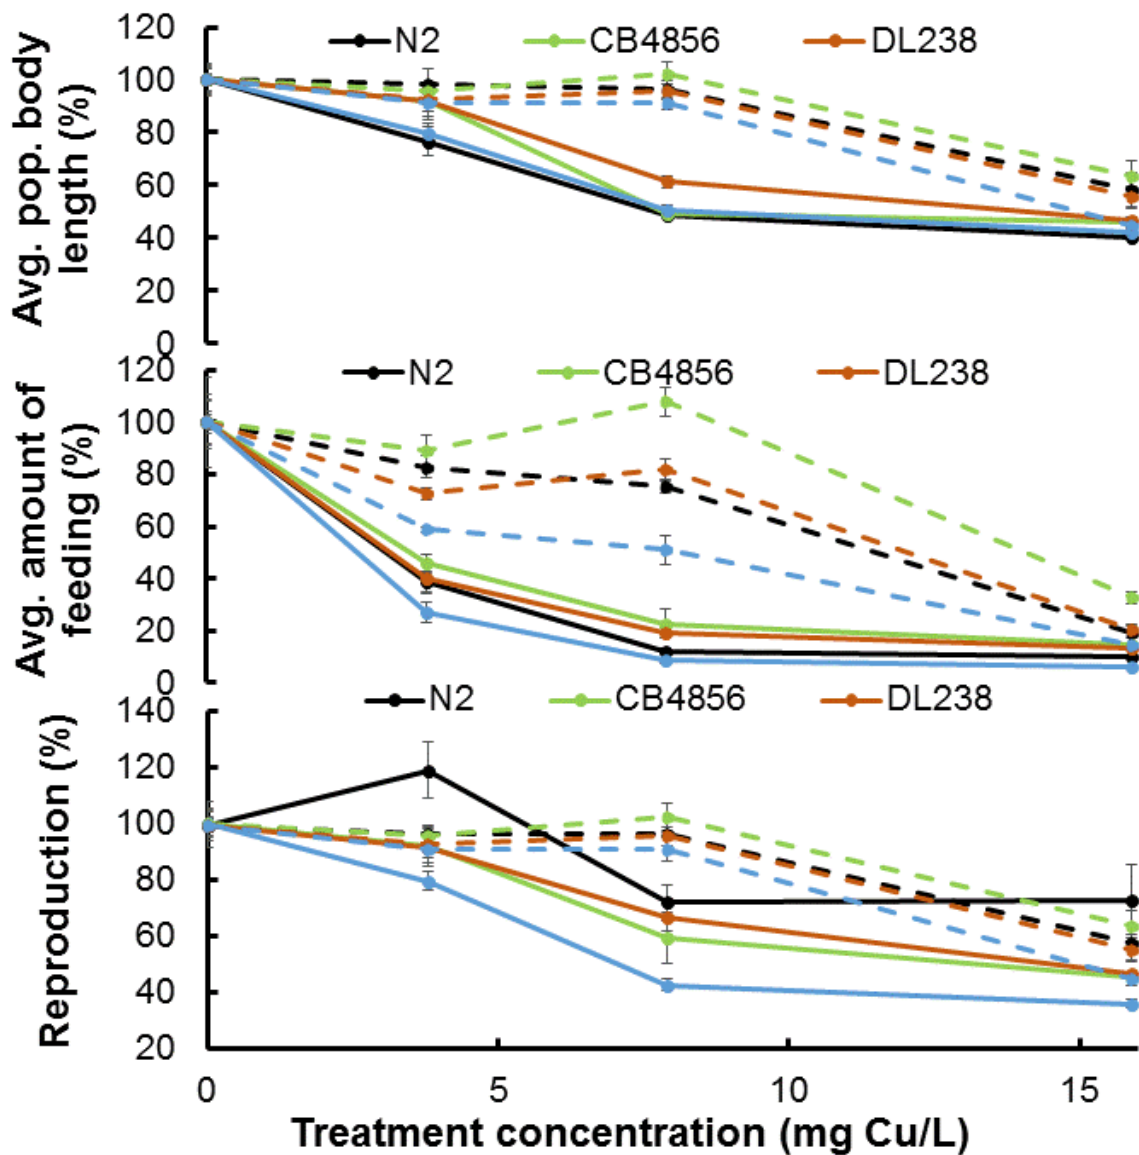 Avg. pop. body
length (%)
120
100
80
60
40
20
0
N2 CB4856 DL238
Avg. amount of
feeding (%)
120
100
80
60
40
20
0
N2 CB4856 DL238
Reproduction (%)
140
120
100
80
60
40
20
N2 CB4856 DL238
0 5 10 15
Treatment concentration (mg Cu/L)